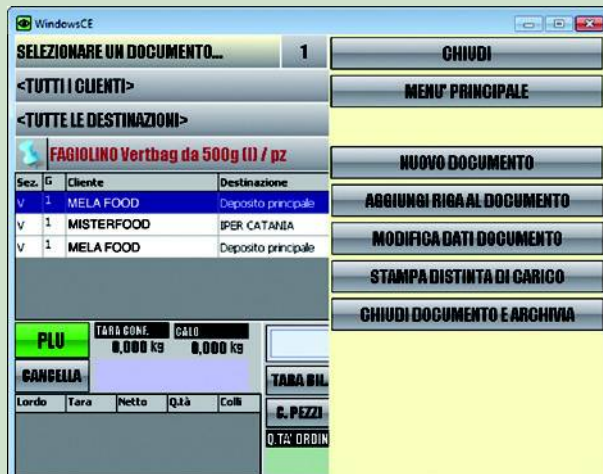 WindowsCE
SELEZIONARE UN DOCUMENTO... 1
<TUTTI I CLIENTI>
<TUTTE LE DESTINAZIONI>
FAGIOLINO Vertbag da 500g (I) / pz
Sez. G Cliente Destinazione
V 1 MELA FOOD Deposito principale
V 1 MISTERFOOD IPER CATANIA
V 1 MELA FOOD Deposito principale
PLU
TARA CONF. CALO
0,000 kg 0,000 kg
CANCELLA
TARA BIL.
Lordo Tara Netto Q.tà Colli
C. PEZZI
Q.TA' ORDIN
CHIUDI
MENU' PRINCIPALE
NUOVO DOCUMENTO
AGGIUNGI RIGA AL DOCUMENTO
MODIFICA DATI DOCUMENTO
STAMPA DISTINTA DI CARICO
CHIUDI DOCUMENTO E ARCHIVIA